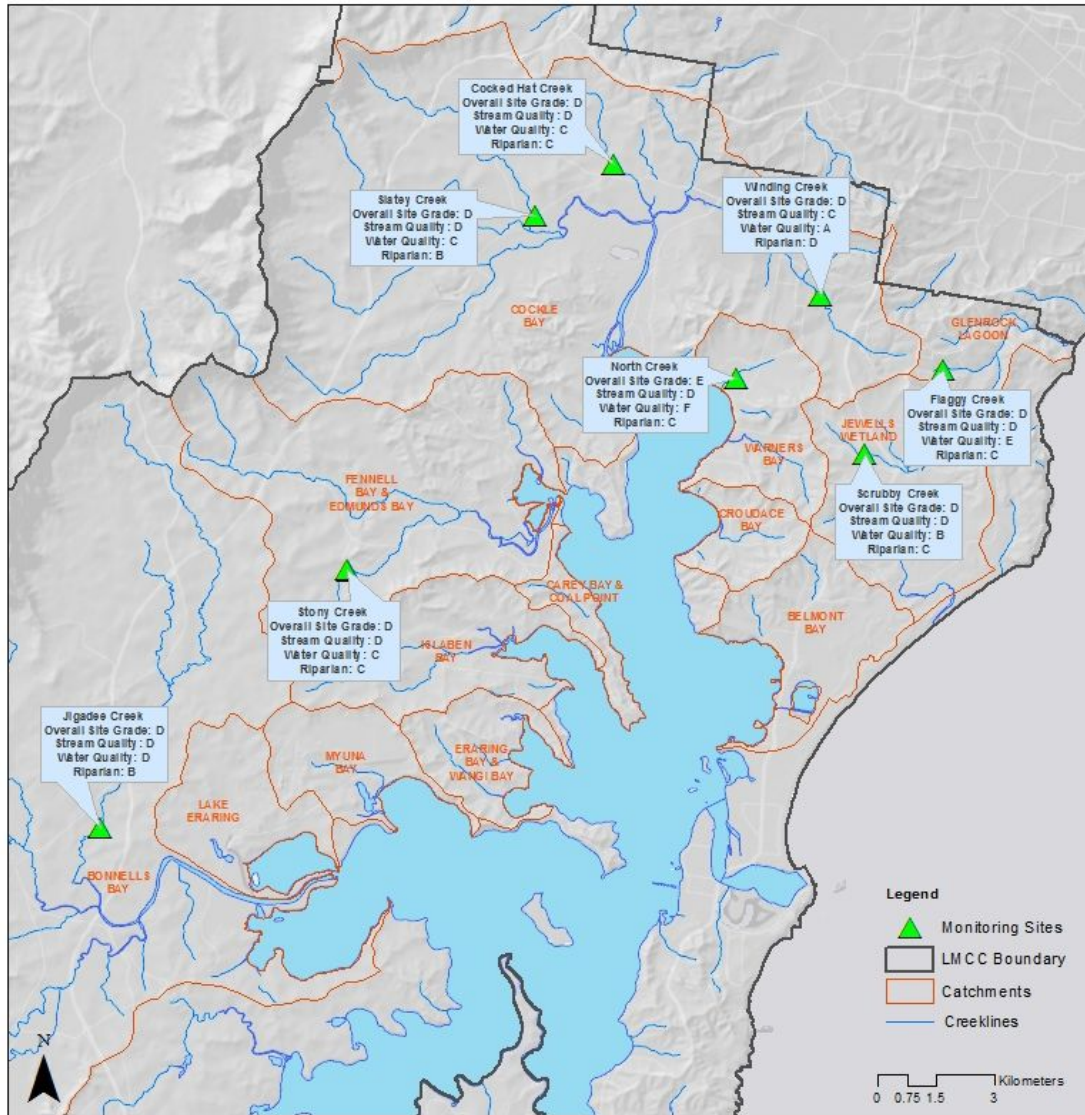 Cocked Hat Creek
Overall Site Grade: D
Stream Quality: D
Water Quality: C
Riparian: C
Slatey Creek
Overall Site Grade: D
Stream Quality: D
Water Quality: C
Riparian: B
Winding Creek
Overall Site Grade: D
Stream Quality: C
Water Quality: A
Riparian: D
COCKLE
BAY
GLENROCK
LAGOON
North Creek
Overall Site Grade: E
Stream Quality: D
Water Quality: F
Riparian: C
Flaggy Creek
Overall Site Grade: D
Stream Quality: D
Water Quality: E
Riparian: C
JEWELLS
WETLAND
WARNERS
BAY
FENNELL
BAY &
EDMUNDS BAY
CROUDACE
BAY
Scrubby Creek
Overall Site Grade: D
Stream Quality: D
Water Quality: B
Riparian: C
CAREY BAY &
COAL POINT
Stony Creek
Overall Site Grade: D
Stream Quality: D
Water Quality: C
Riparian: C
BELMONT
BAY
BAY
Jigadee Creek
Overall Site Grade: D
Stream Quality: D
Water Quality: D
Riparian: B
MYUNA
BAY
ERARING
BAY &
WANGI BAY
LAKE
ERARING
BONNELLS
BAY
Legend
Monitoring Sites
LMCC Boundary
Catchments
Creeklines
N
Kilometers
0 0.75 1.5 3